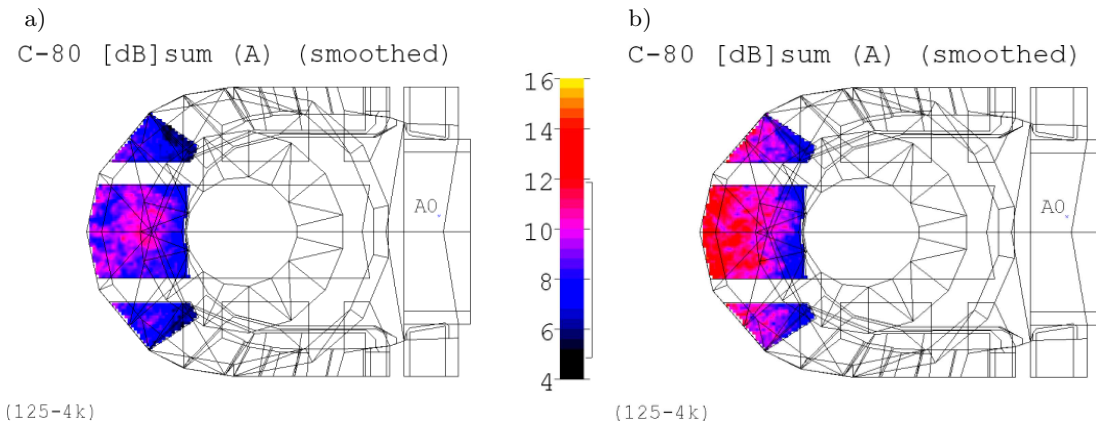 a)
C-80 [dB]sum (A) (smoothed)
A0
(125-4k)
16
14
12
10
8
6
4
b)
C-80 [dB]sum (A) (smoothed)
A0
(125-4k)